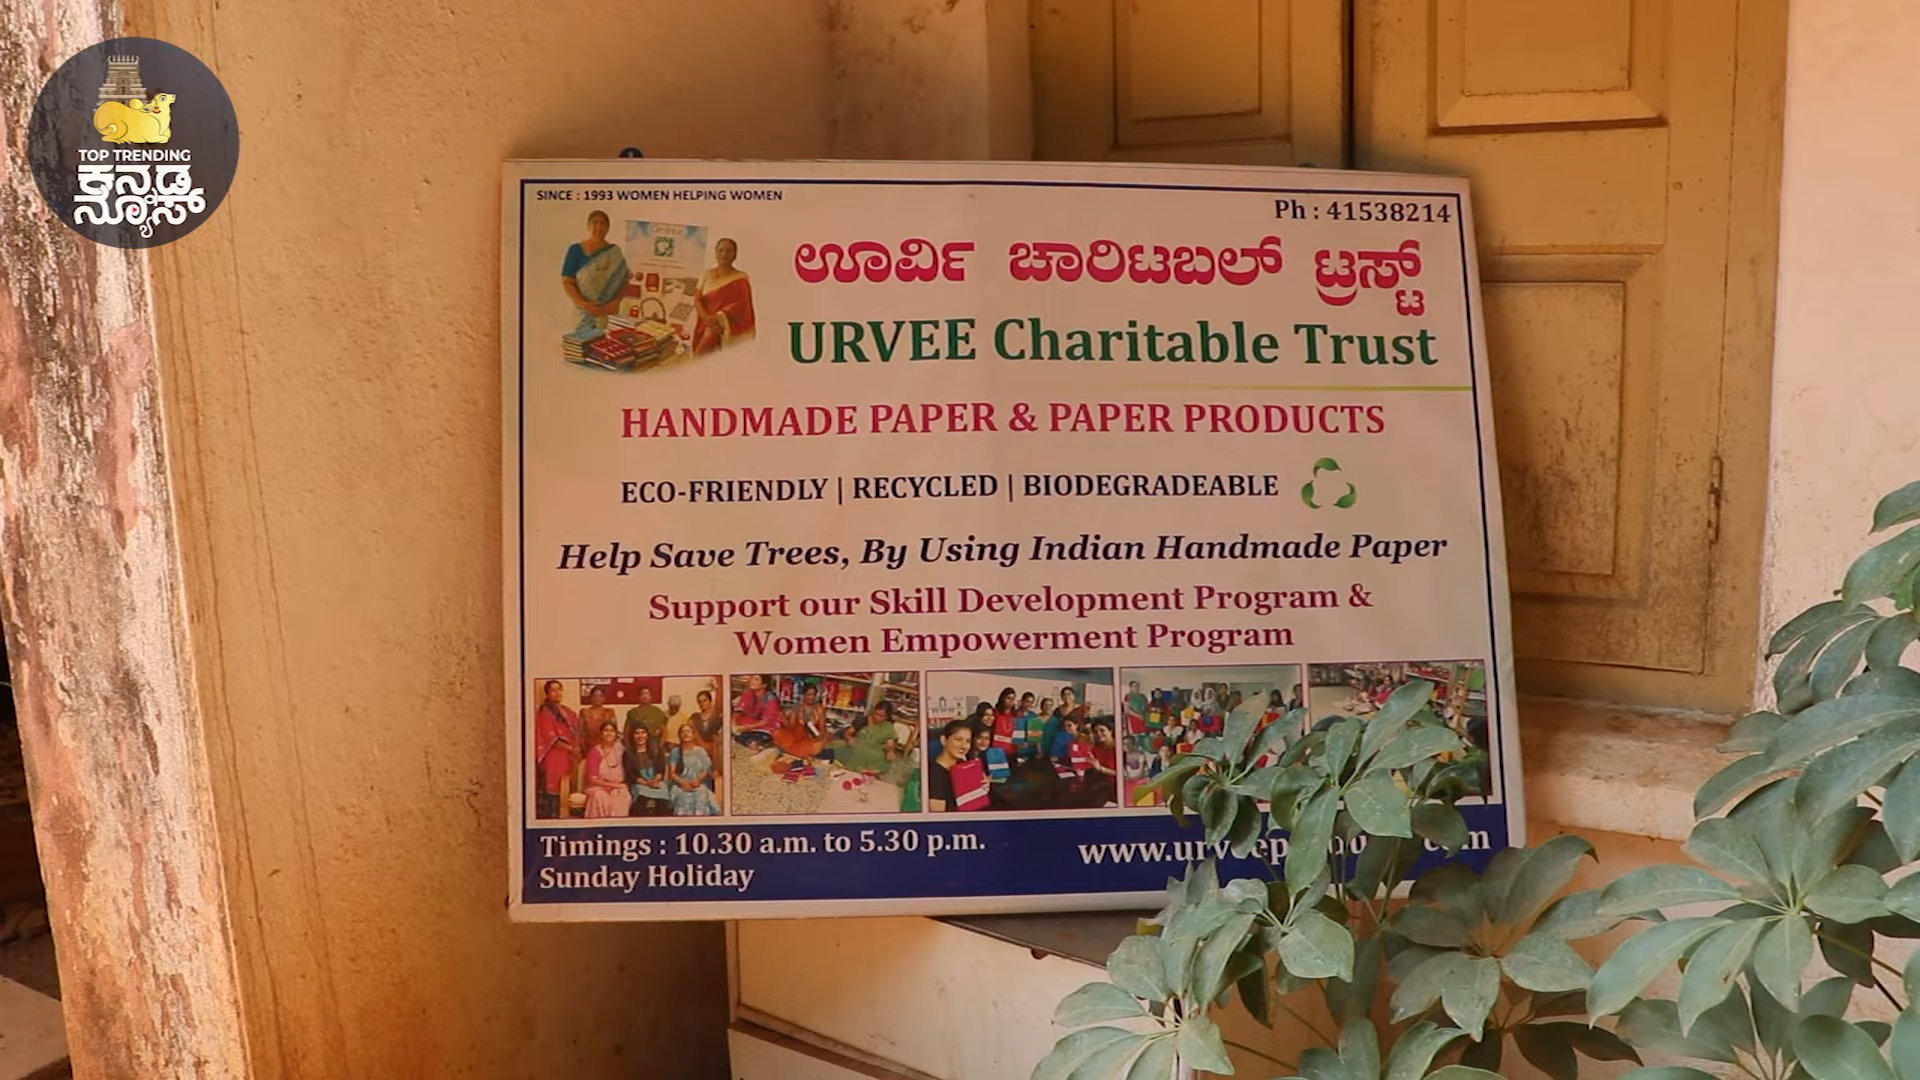 TOP TRENDING
ಕನ್ನಡ
ನ್ಯೂಸ್
SINCE : 1993 WOMEN HELPING WOMEN
Ph : 41538214
ಊರ್ವಿ ಚಾರಿಟಬಲ್ ಟ್ರಸ್ಟ್
URVEE Charitable Trust
HANDMADE PAPER & PAPER PRODUCTS
ECO-FRIENDLY | RECYCLED | BIODEGRADEABLE
Help Save Trees, By Using Indian Handmade Paper
Support our Skill Development Program &
Women Empowerment Program
Timings : 10.30 a.m. to 5.30 p.m.
Sunday Holiday